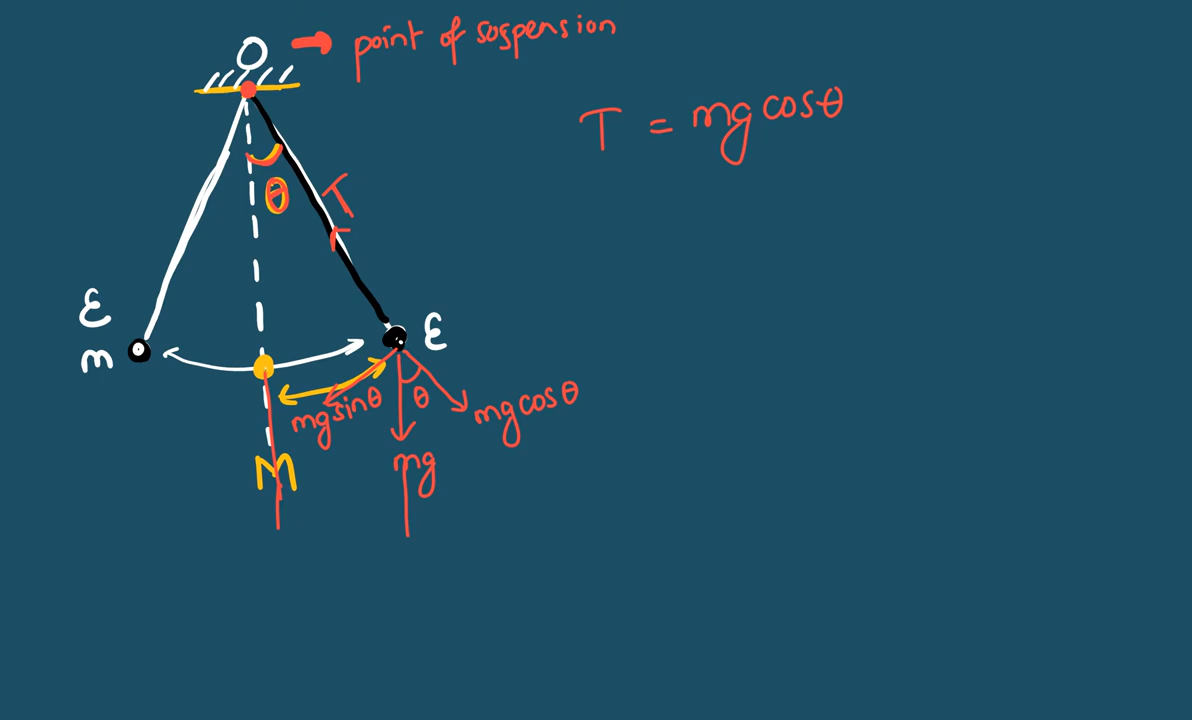 O → point of suspension
T = mg cosθ
θ
T
ε
m
ε
mg sinθ
θ
mg cosθ
M
mg